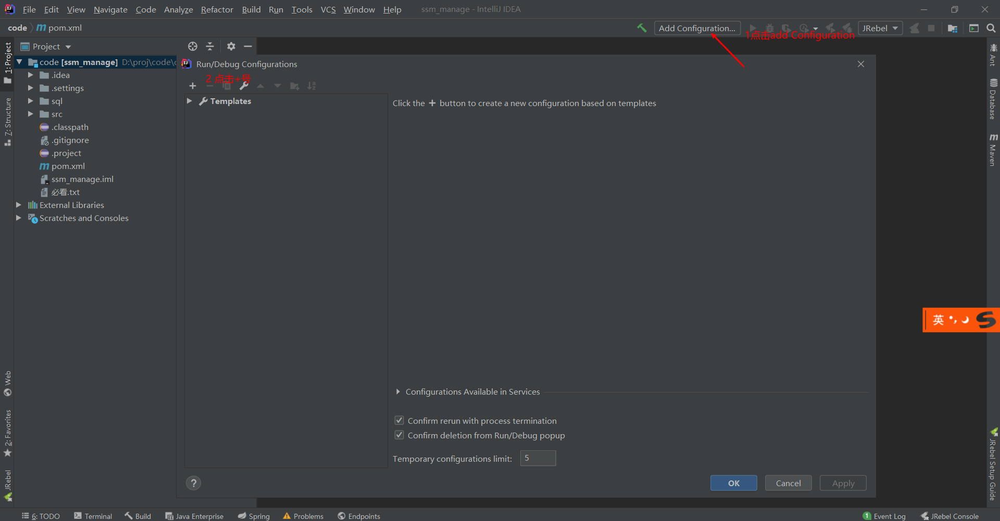 File Edit View Navigate Code Analyze Refactor Build Run Tools VCS Window Help ssm_manage - IntelliJ IDEA
code pom.xml
Add Configuration...
JRebel
1点击add Configuration
Project
code [ssm_manage] D:\proj\code\
.idea
.settings
sql
src
.classpath
.gitignore
.project
pom.xml
ssm_manage.iml
必看.txt
External Libraries
Scratches and Consoles
Run/Debug Configurations
2 点击+号
Templates
Click the + button to create a new configuration based on templates
Configurations Available in Services
Confirm rerun with process termination
Confirm deletion from Run/Debug popup
Temporary configurations limit: 5
? OK Cancel Apply
1: Project
7: Structure
Web
2: Favorites
JRebel
Ant
Database
Maven
英
JRebel Setup Guide
6: TODO Terminal Build Java Enterprise Spring Problems Endpoints 1 Event Log JRebel Console